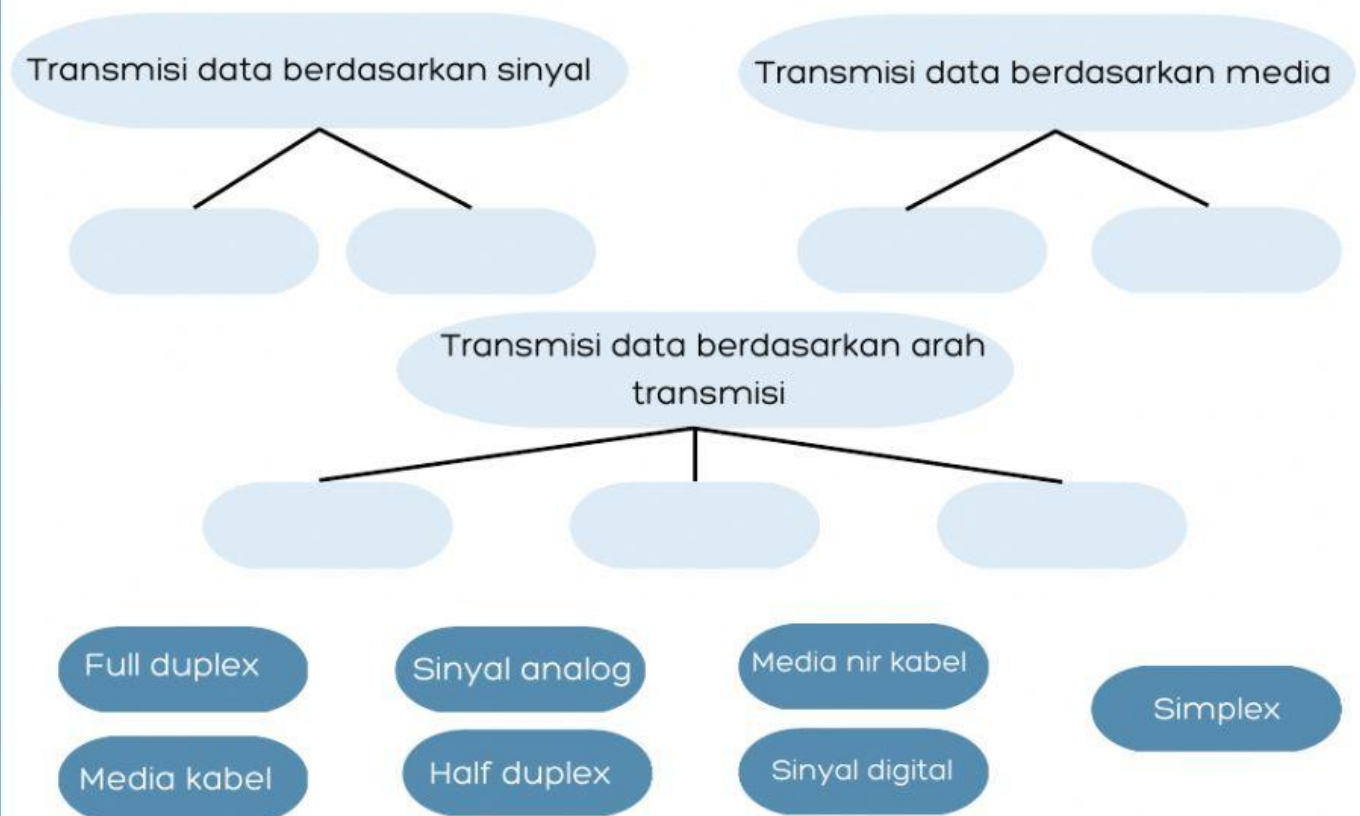 Transmisi data berdasarkan sinyal
Transmisi data berdasarkan media
Transmisi data berdasarkan arah
transmisi
Full duplex
Sinyal analog
Media nir kabel
Simplex
Media kabel
Half duplex
Sinyal digital